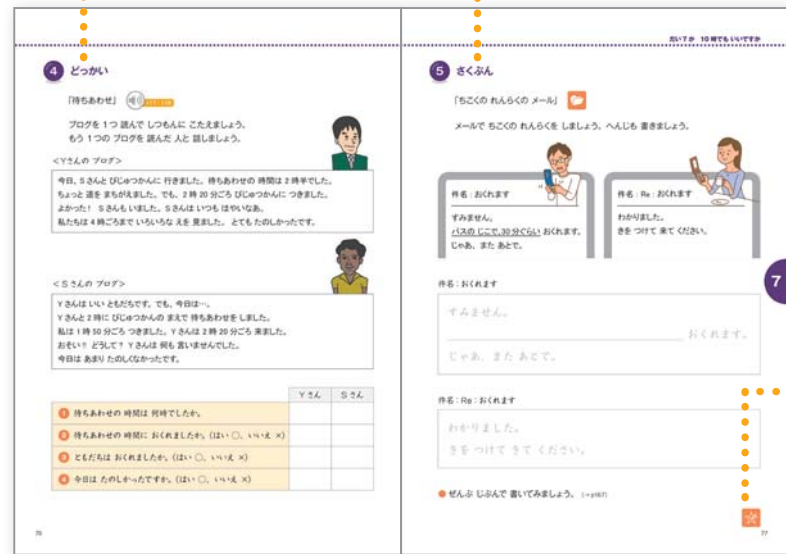 4 どっかい
「待ちあわせ」
ブログを 1つ 読んで しつもんに こたえましょう。
もう 1つの ブログを 読んだ 人と 話しましょう。
<Yさんの ブログ>
今日、Sさんと びじゅつかんに 行きました。待ちあわせの 時間は 2時半でした。
ちょっと 道を まちがえました。でも、2時20分ごろ びじゅつかんに つきました。
よかった! Sさんも いました。Sさんは いつも はやいなあ。
私たちは 4時ごろまで いろいろな えを 見ました。とても たのしかったです。
<Sさんの ブログ>
Yさんは いい ともだちです。でも、今日は…。
Yさんと 2時に びじゅつかんの まえで 待ちあわせを しました。
私は 1時50分ごろ つきました。Yさんは 2時20分ごろ 来ました。
おそい!! どうして? Yさんは 何も 言いませんでした。
今日は あまり たのしくなかったです。
Yさん Sさん
1 待ちあわせの 時間は 何時でしたか。
2 待ちあわせの 時間に おくれましたか。(はい ○、いいえ ×)
3 ともだちは おくれましたか。(はい ○、いいえ ×)
4 今日は たのしかったですか。(はい ○、いいえ ×)
76
だい7か 10時でもいいですか
5 さくぶん
「ちこくの れんらくの メール」
メールで ちこくの れんらくを しましょう。へんじも 書きましょう。
件名:おくれます
すみません。
バスの じこで、30分ぐらい おくれます。
じゃあ、また あとで。
件名:Re:おくれます
わかりました。
きを つけて 来て ください。
7
件名:おくれます
すみません。
おくれます。
じゃあ、また あとで。
件名:Re:おくれます
わかりました。
きを つけて きて ください。
ぜんぶ じぶんで 書いてみましょう。(→p167)
77